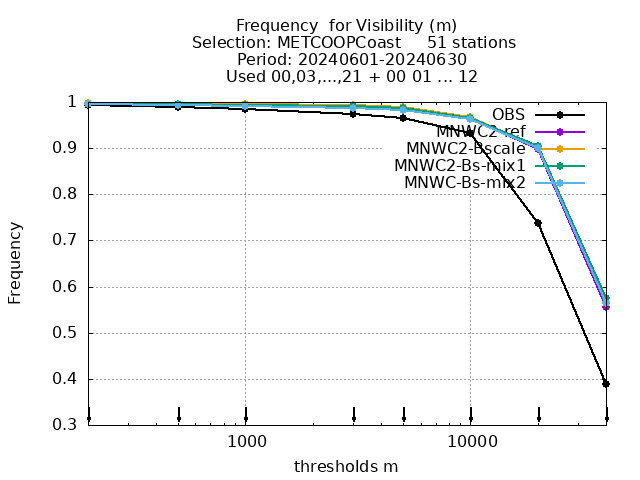 Frequency  for Visibility (m)
Selection: METCOOPCoast     51 stations
Period: 20240601-20240630
Used 00,03,...,21 + 00 01 ... 12
OBS
MNWC2-ref
MNWC2-Bscale
MNWC2-Bs-mix1
MNWC-Bs-mix2
1
0.9
0.8
0.7
0.6
0.5
0.4
0.3
Frequency
1000
10000
thresholds m